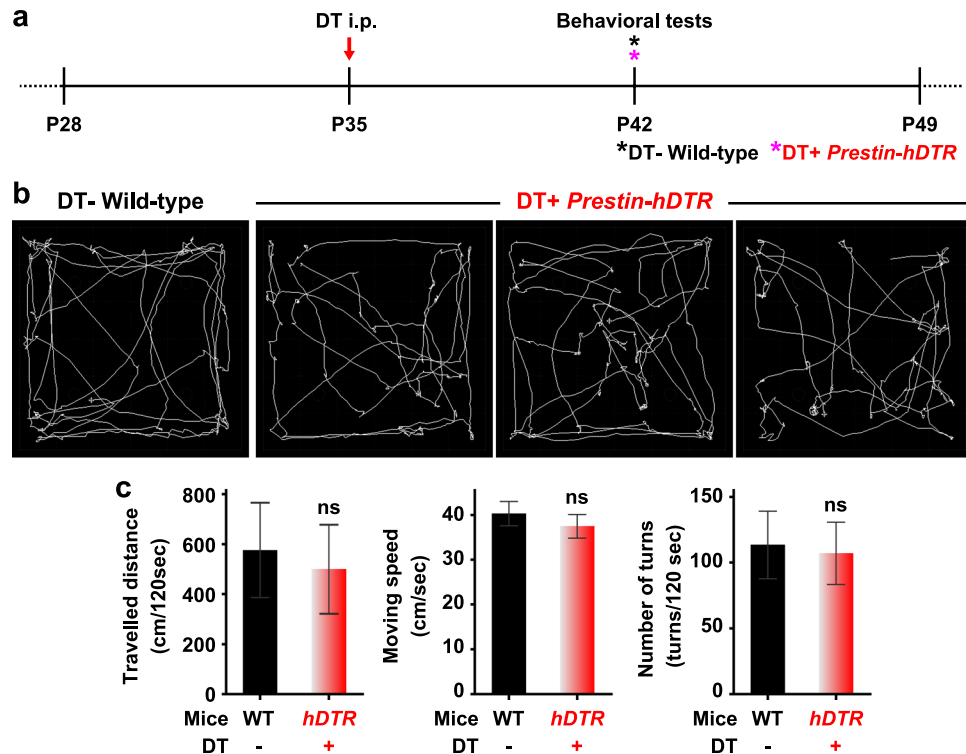 a
DT i.p.
Behavioral tests
*
*
P28
P35
P42
P49
*DT- Wild-type *DT+ Prestin-hDTR
b
DT- Wild-type
DT+ Prestin-hDTR
c
Travelled distance
(cm/120sec)
800
600
400
200
0
ns
Mice WT hDTR
DT - +
Moving speed
(cm/sec)
40
20
0
ns
Mice WT hDTR
DT - +
Number of turns
(turns/120 sec)
150
100
50
0
ns
Mice WT hDTR
DT - +